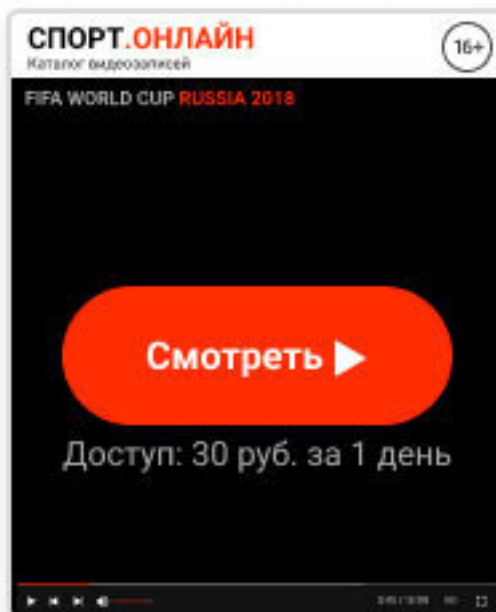 СПОРТ.ОНЛАЙН
Каталог видеозаписей
16+
FIFA WORLD CUP RUSSIA 2018
Смотреть
Доступ: 30 руб. за 1 день